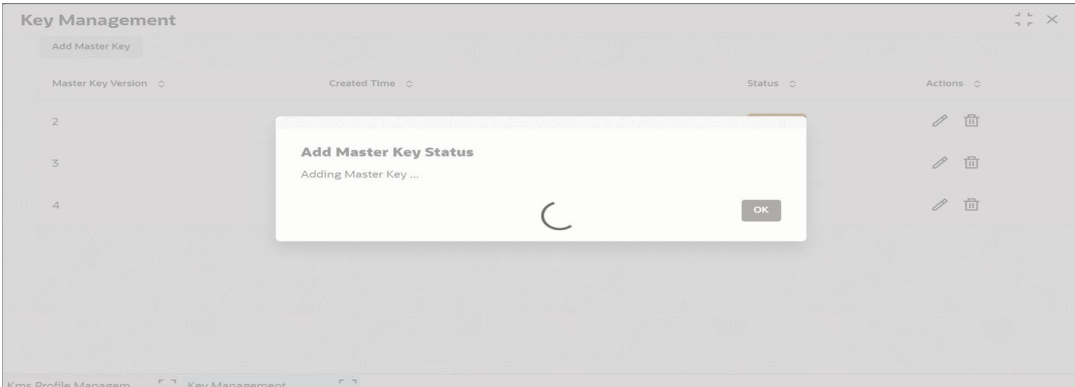 Key Management
Add Master Key
Master Key Version Created Time Status Actions
2
Add Master Key Status
3
Adding Master Key ...
4
OK
Kms Profile Managem Key Management